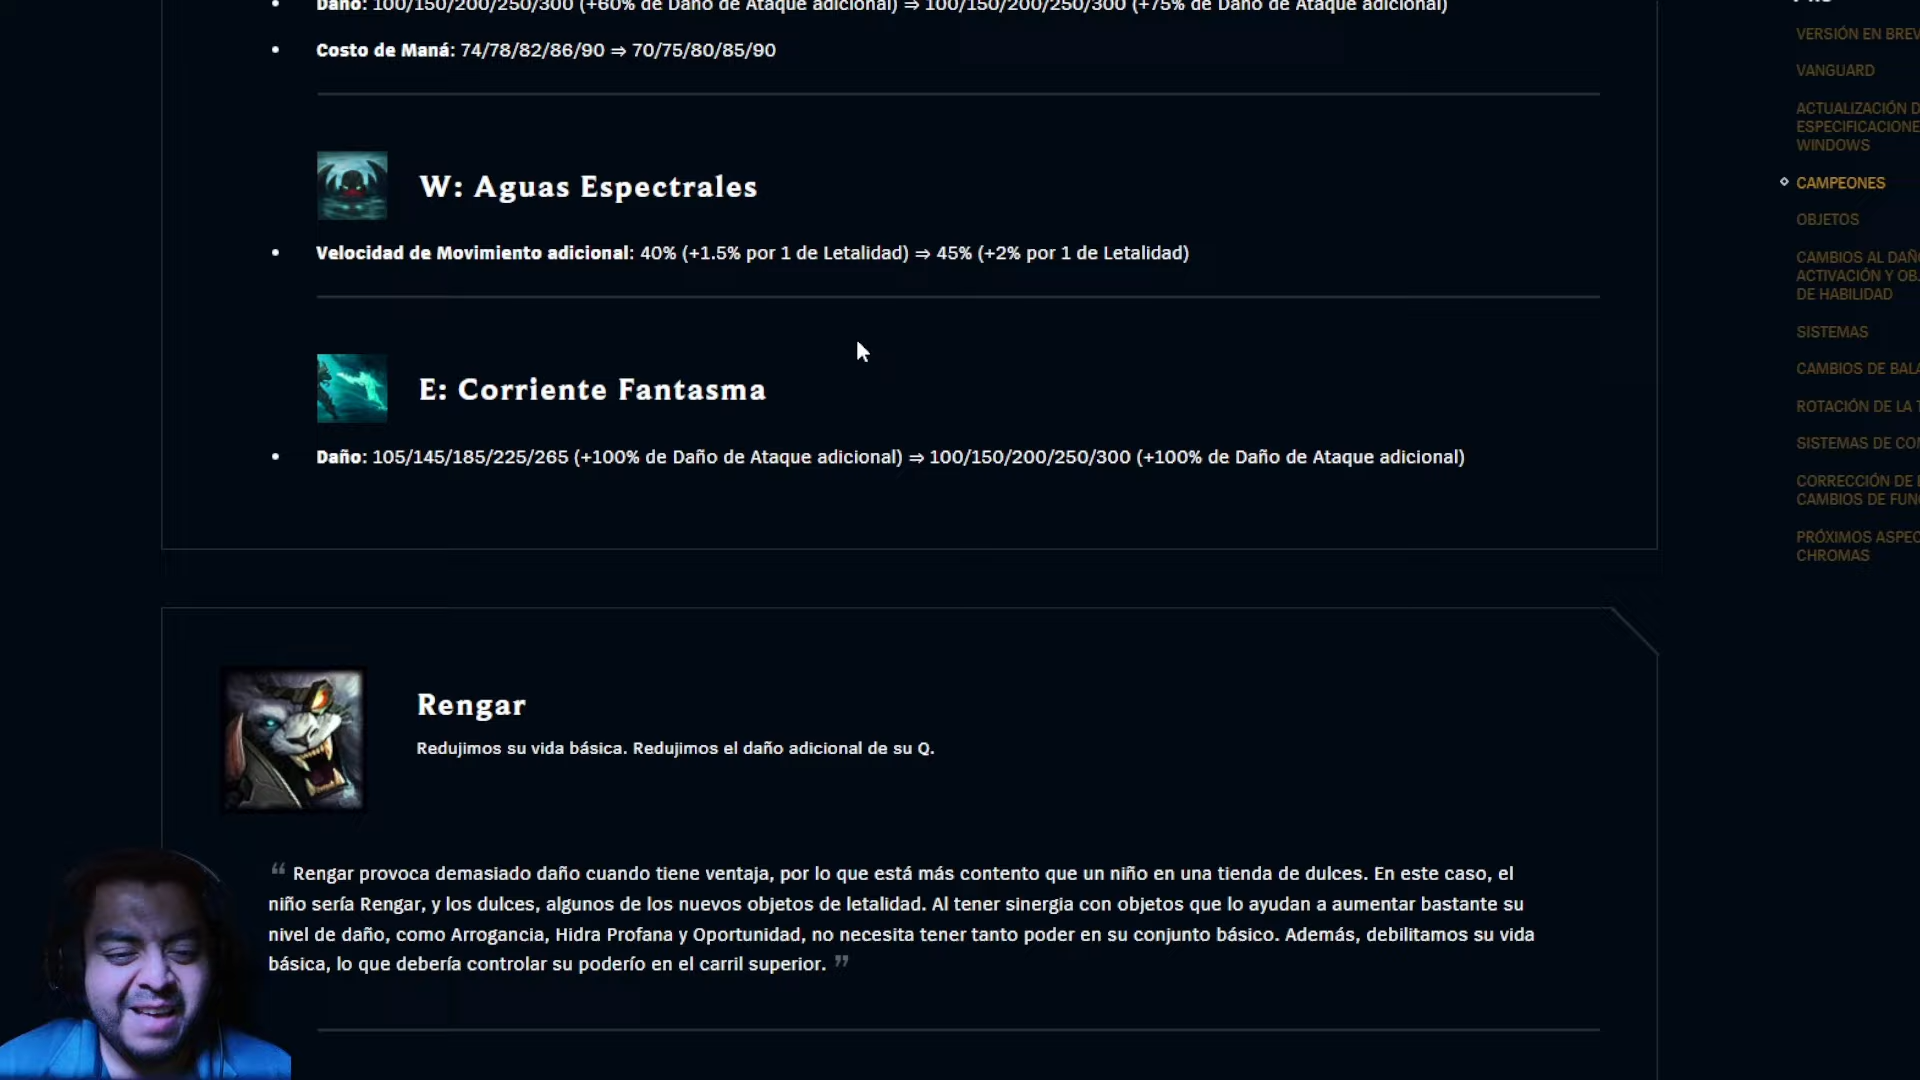 Daño: 100/150/200/250/300 (+60% de Daño de Ataque adicional) ⇒ 100/150/200/250/300 (+75% de Daño de Ataque adicional)
Costo de Maná: 74/78/82/86/90 ⇒ 70/75/80/85/90
W: Aguas Espectrales
Velocidad de Movimiento adicional: 40% (+1.5% por 1 de Letalidad) ⇒ 45% (+2% por 1 de Letalidad)
E: Corriente Fantasma
Daño: 105/145/185/225/265 (+100% de Daño de Ataque adicional) ⇒ 100/150/200/250/300 (+100% de Daño de Ataque adicional)
Rengar
Redujimos su vida básica. Redujimos el daño adicional de su Q.
“ Rengar provoca demasiado daño cuando tiene ventaja, por lo que está más contento que un niño en una tienda de dulces. En este caso, el
niño sería Rengar, y los dulces, algunos de los nuevos objetos de letalidad. Al tener sinergia con objetos que lo ayudan a aumentar bastante su
nivel de daño, como Arrogancia, Hidra Profana y Oportunidad, no necesita tener tanto poder en su conjunto básico. Además, debilitamos su vida
básica, lo que debería controlar su poderío en el carril superior. ”
VERSIÓN EN BREV
VANGUARD
ACTUALIZACIÓN D
ESPECIFICACIONE
WINDOWS
CAMPEONES
OBJETOS
CAMBIOS AL DAÑ
ACTIVACIÓN Y OB
DE HABILIDAD
SISTEMAS
CAMBIOS DE BALA
ROTACIÓN DE LA T
SISTEMAS DE CO
CORRECCIÓN DE
CAMBIOS DE FUN
PRÓXIMOS ASPEC
CHROMAS